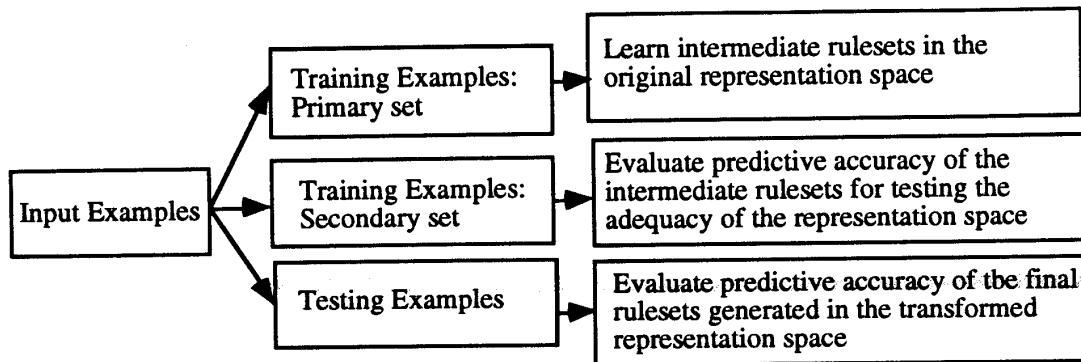 Input Examples
Training Examples:
Primary set
Learn intermediate rulesets in the
original representation space
Training Examples:
Secondary set
Evaluate predictive accuracy of the
intermediate rulesets for testing the
adequacy of the representation space
Testing Examples
Evaluate predictive accuracy of the final
rulesets generated in the transformed
representation space